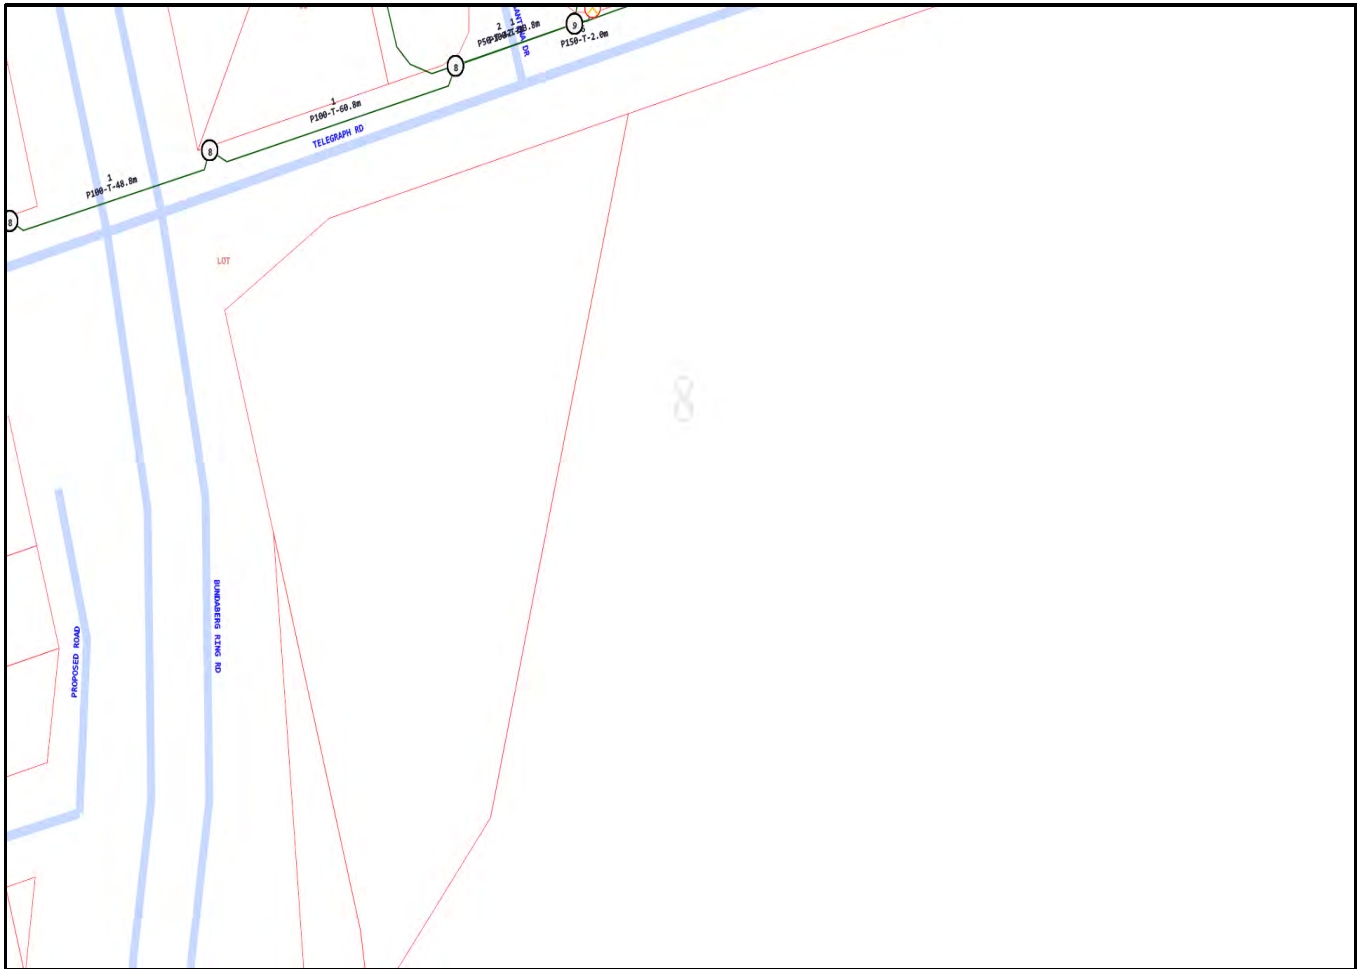 2 1
9
P150-T-2.0m
8
1
P100-T-60.8m
TELEGRAPH RD
8
1
P100-T-48.8m
8
LOT
8
BUNDABERG RING RD
PROPOSED ROAD